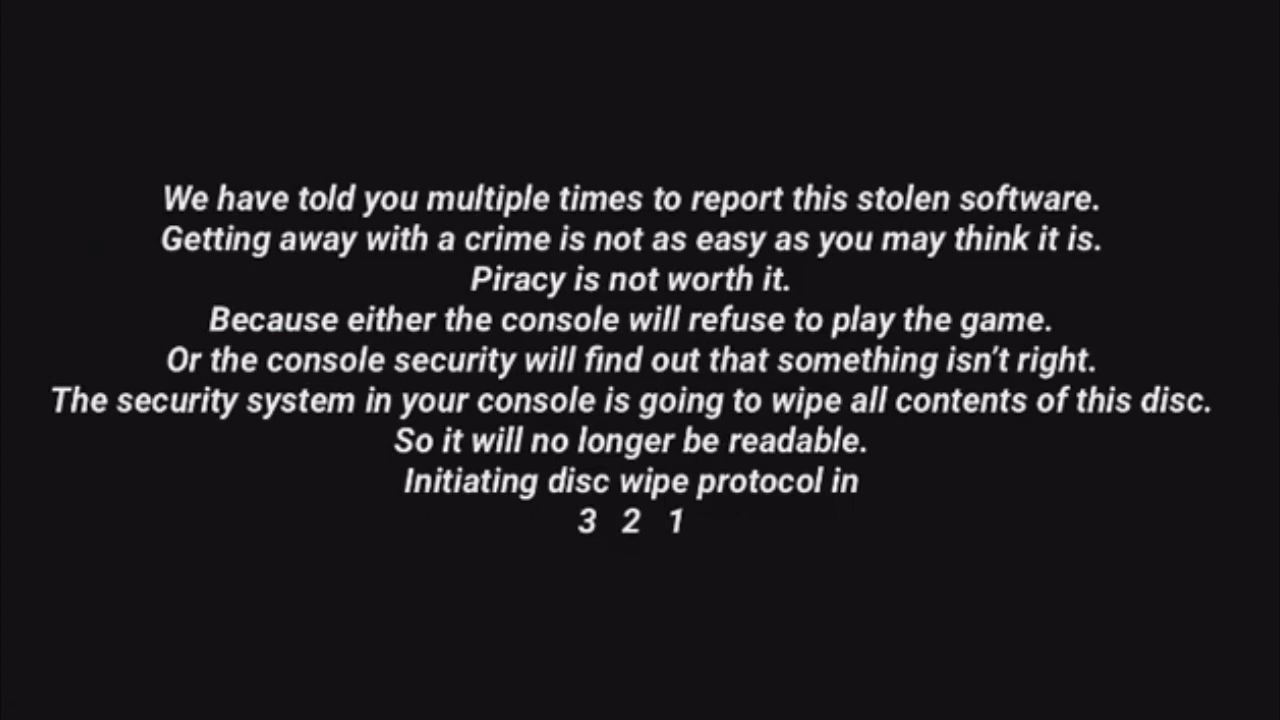 We have told you multiple times to report this stolen software.
Getting away with a crime is not as easy as you may think it is.
Piracy is not worth it.
Because either the console will refuse to play the game.
Or the console security will find out that something isn’t right.
The security system in your console is going to wipe all contents of this disc.
So it will no longer be readable.
Initiating disc wipe protocol in
3 2 1